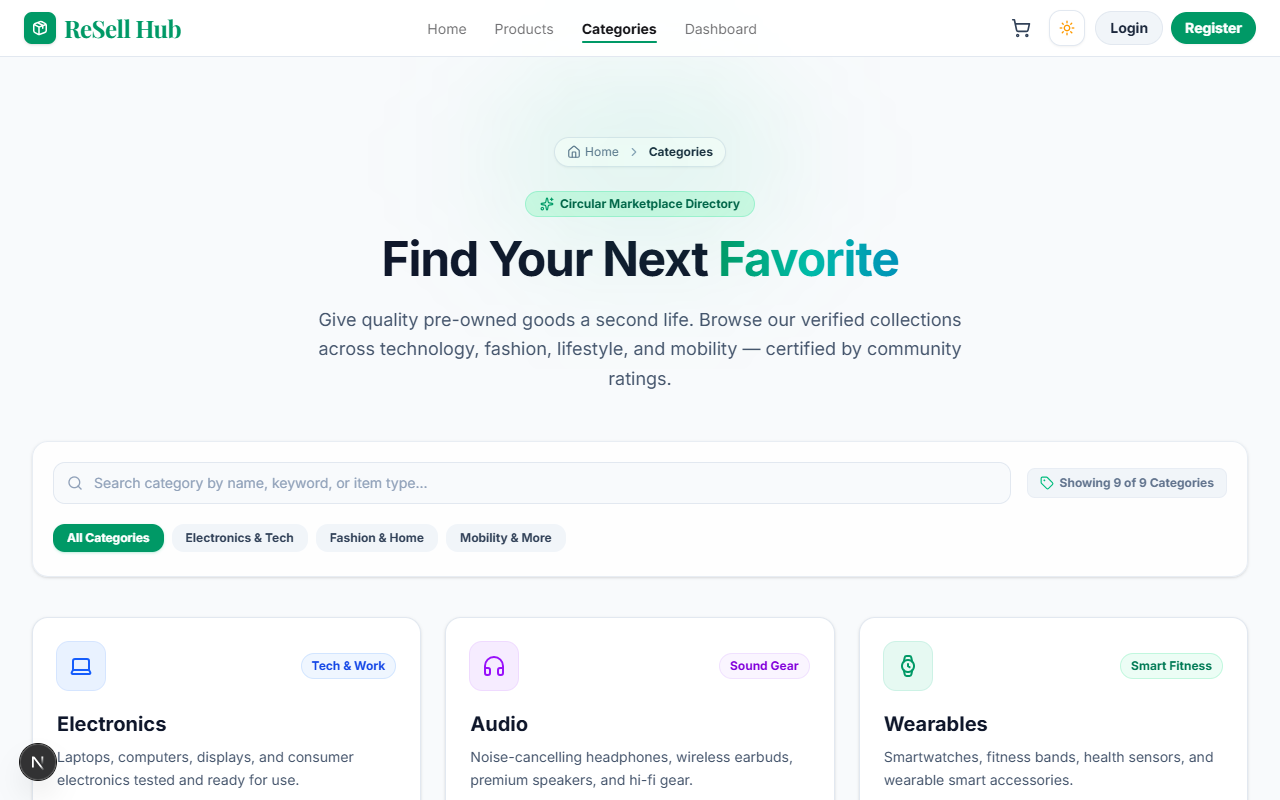 ReSell Hub
Home Products Categories Dashboard
Login Register
Home > Categories
Circular Marketplace Directory
Find Your Next Favorite
Give quality pre-owned goods a second life. Browse our verified collections
across technology, fashion, lifestyle, and mobility — certified by community
ratings.
Search category by name, keyword, or item type...
Showing 9 of 9 Categories
All Categories Electronics & Tech Fashion & Home Mobility & More
Tech & Work
Electronics
Laptops, computers, displays, and consumer
electronics tested and ready for use.
Sound Gear
Audio
Noise-cancelling headphones, wireless earbuds,
premium speakers, and hi-fi gear.
Smart Fitness
Wearables
Smartwatches, fitness bands, health sensors, and
wearable smart accessories.
N